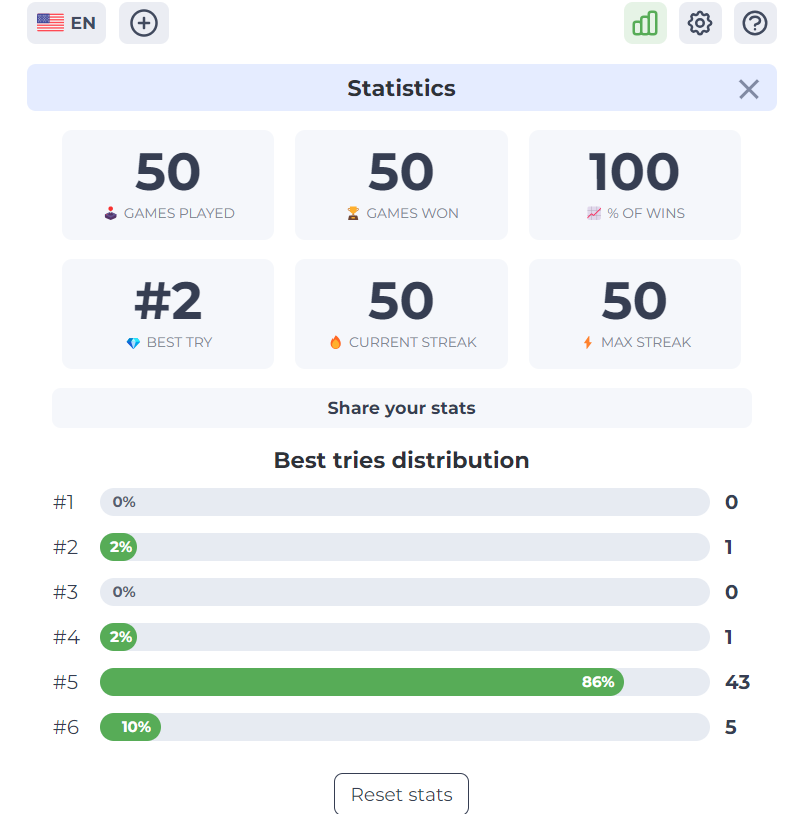 EN
Statistics
50 50 100
GAMES PLAYED GAMES WON % OF WINS
#2 50 50
BEST TRY CURRENT STREAK MAX STREAK
Share your stats
Best tries distribution
#1 0% 0
#2 2% 1
#3 0% 0
#4 2% 1
#5 86% 43
#6 10% 5
Reset stats